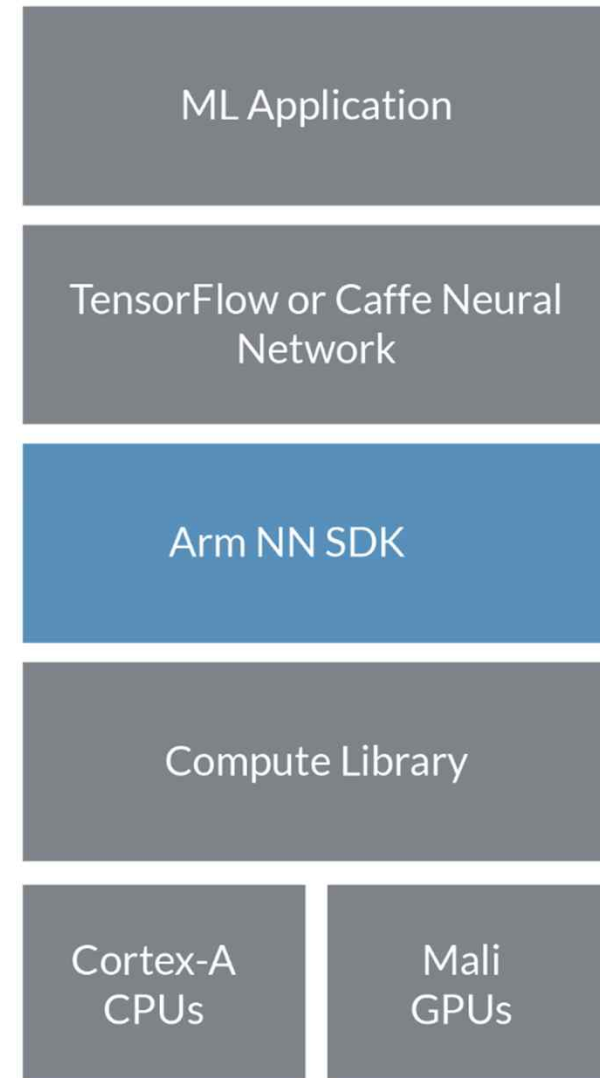 ML Application
TensorFlow or Caffe Neural
Network
Arm NN SDK
Compute Library
Cortex-A
CPUs
Mali
GPUs